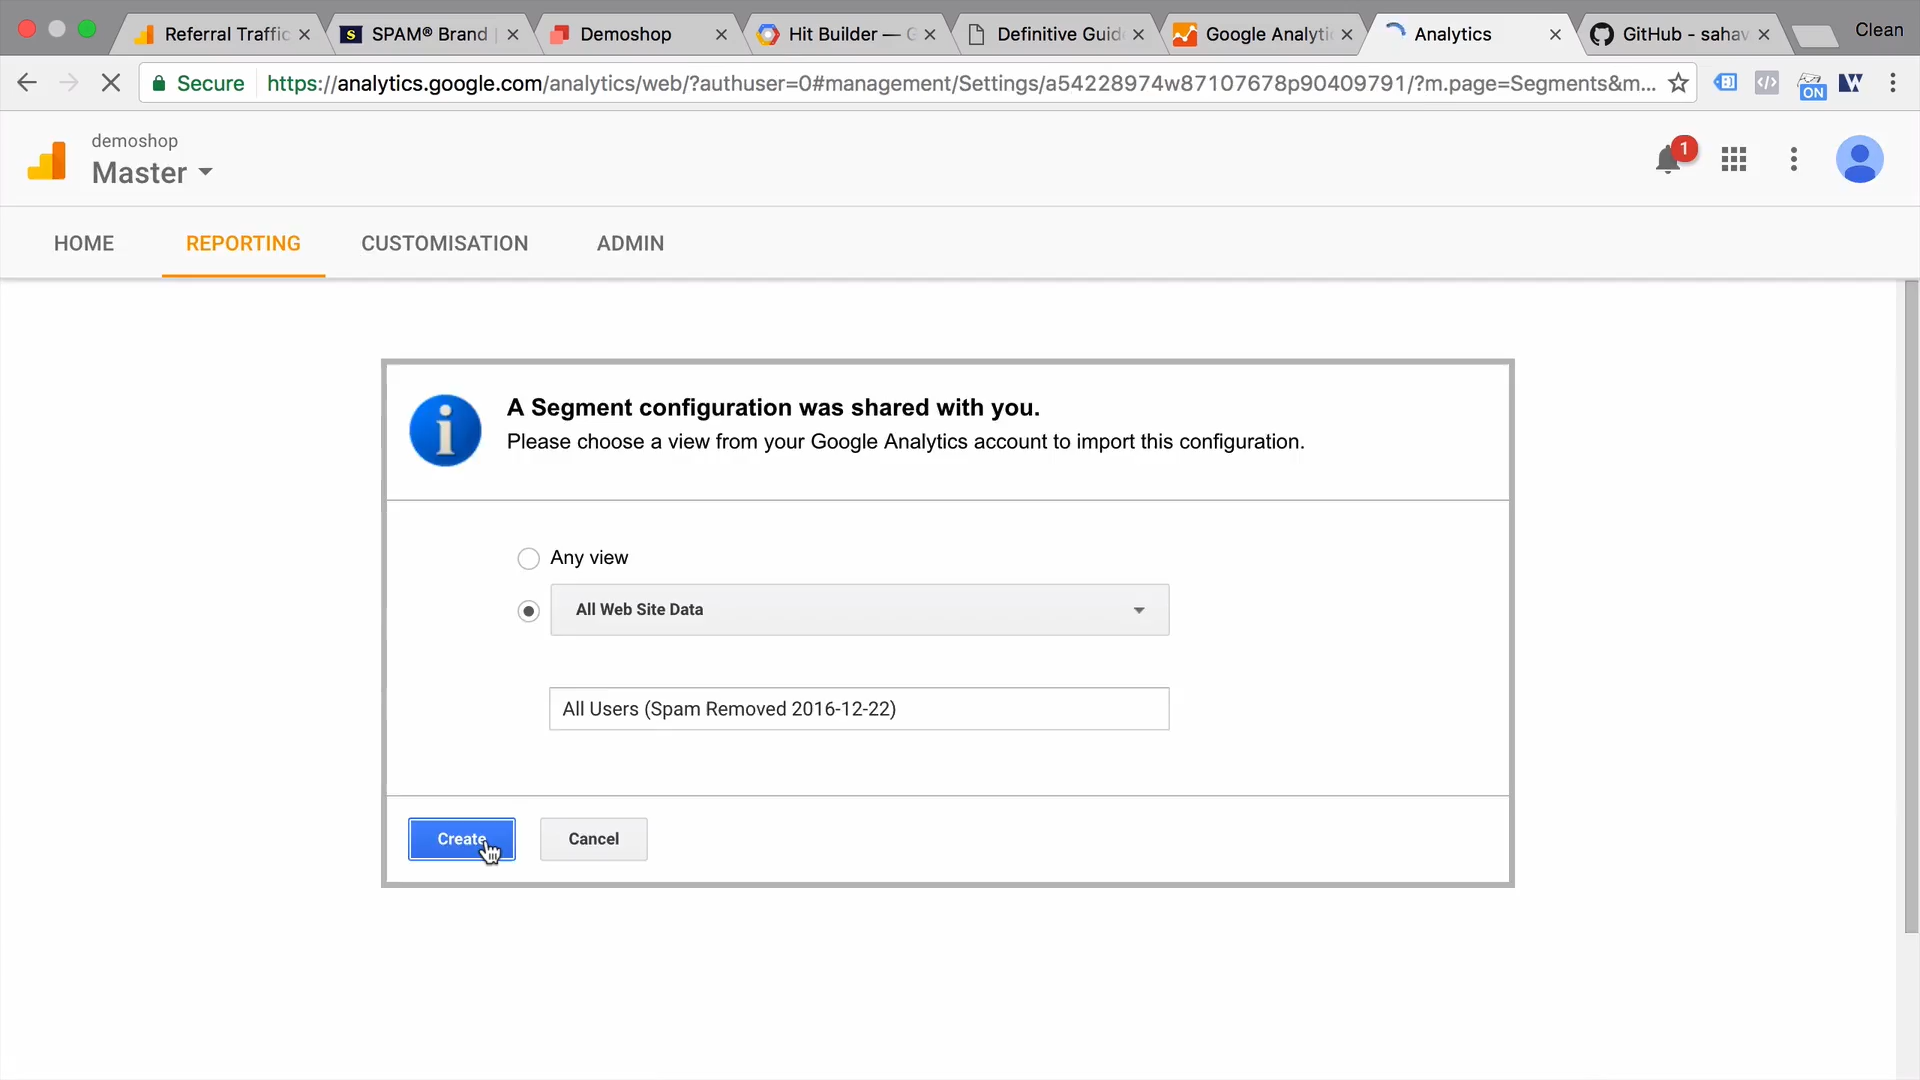 Referral Traffic
SPAM® Brand
Demoshop
Hit Builder —
Definitive Guid
Google Analyti
Analytics
GitHub - sahav
Clean
Secure
https://analytics.google.com/analytics/web/?authuser=0#management/Settings/a54228974w87107678p90409791/?m.page=Segments&m...
ON
demoshop
Master
1
HOME
REPORTING
CUSTOMISATION
ADMIN
A Segment configuration was shared with you.
Please choose a view from your Google Analytics account to import this configuration.
Any view
All Web Site Data
All Users (Spam Removed 2016-12-22)
Create
Cancel